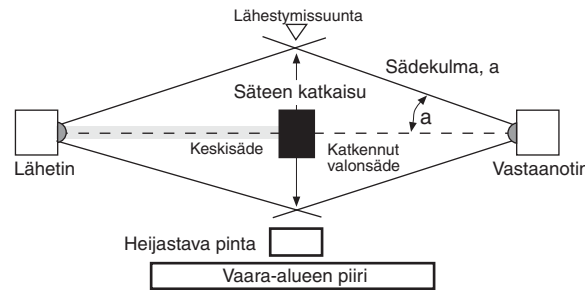 Lähestymissuunta
Sädekulma, a
Säteen katkaisu
a
Keskisäde
Katkennut
valonsäde
Lähetin
Vastaanotin
Heijastava pinta
Vaara-alueen piiri